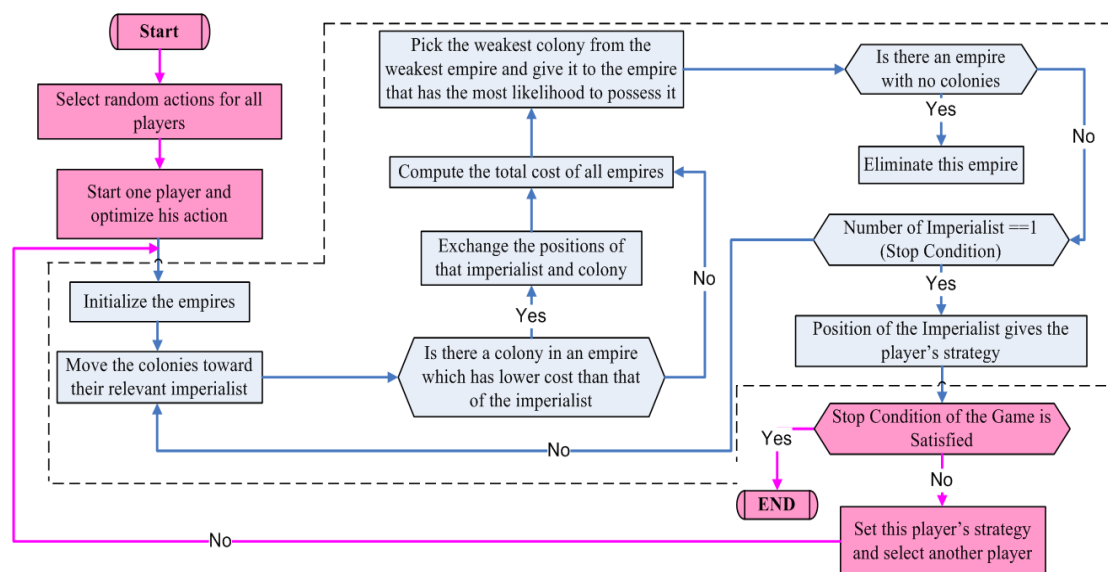 Start
Select random actions for all
players
Start one player and
optimize his action
Initialize the empires
Move the colonies toward
their relevant imperialist
Is there a colony in an empire
which has lower cost than that
of the imperialist
Yes
No
Exchange the positions of
that imperialist and colony
Compute the total cost of all empires
Pick the weakest colony from the
weakest empire and give it to the empire
that has the most likelihood to possess it
Is there an empire
with no colonies
Yes
No
Eliminate this empire
Number of Imperialist ==1
(Stop Condition)
Yes
No
Position of the Imperialist gives the
player's strategy
Stop Condition of the Game is
Satisfied
Yes
No
END
Set this player's strategy
and select another player
No